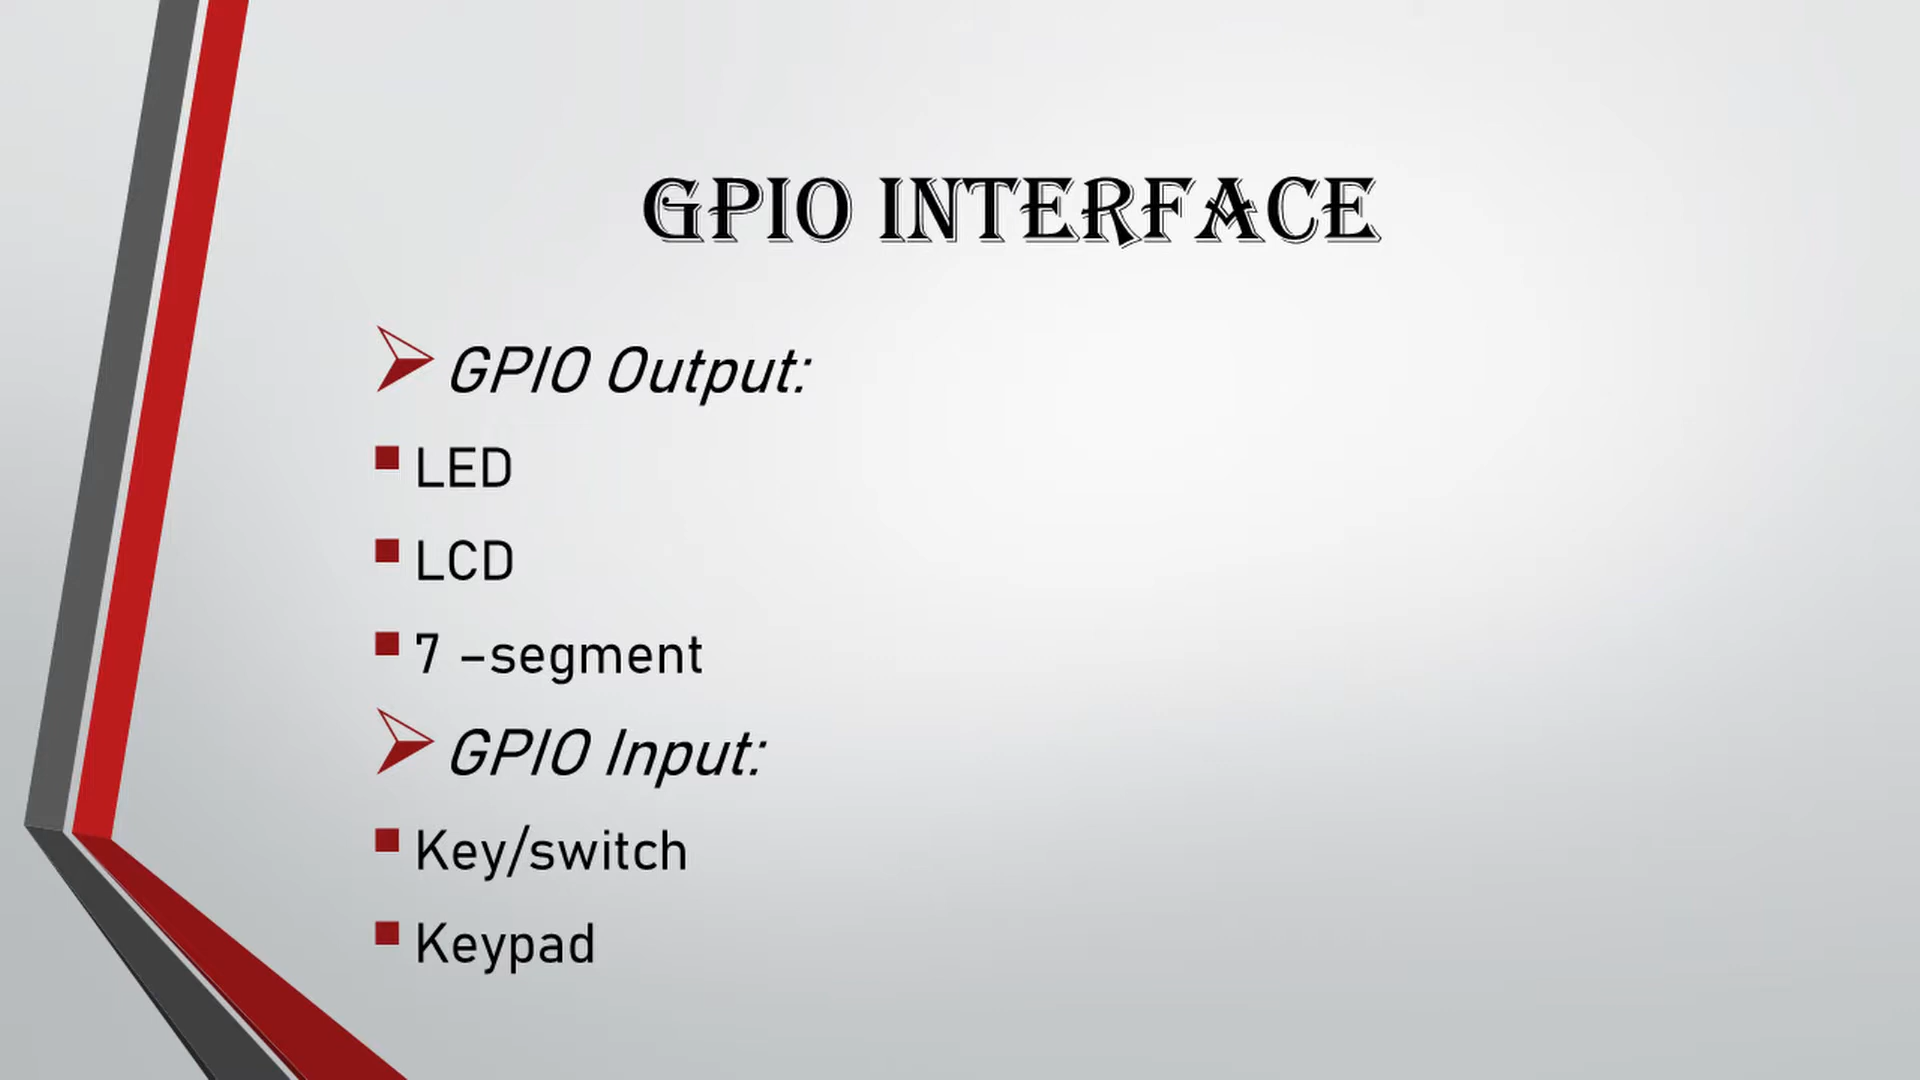 GPIO INTERFACE
GPIO Output:
LED
LCD
7 –segment
GPIO Input:
Key/switch
Keypad